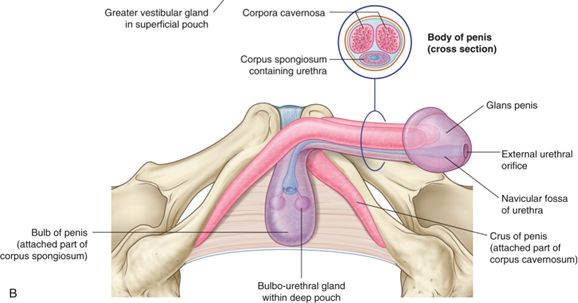 Greater vestibular gland
in superficial pouch
Corpora cavernosa
Body of penis
(cross section)
Corpus spongiosum
containing urethra
Glans penis
External urethral
orifice
Navicular fossa
of urethra
Bulb of penis
(attached part of
corpus spongiosum)
Crus of penis
(attached part of
corpus cavernosum)
Bulbo-urethral gland
within deep pouch
B